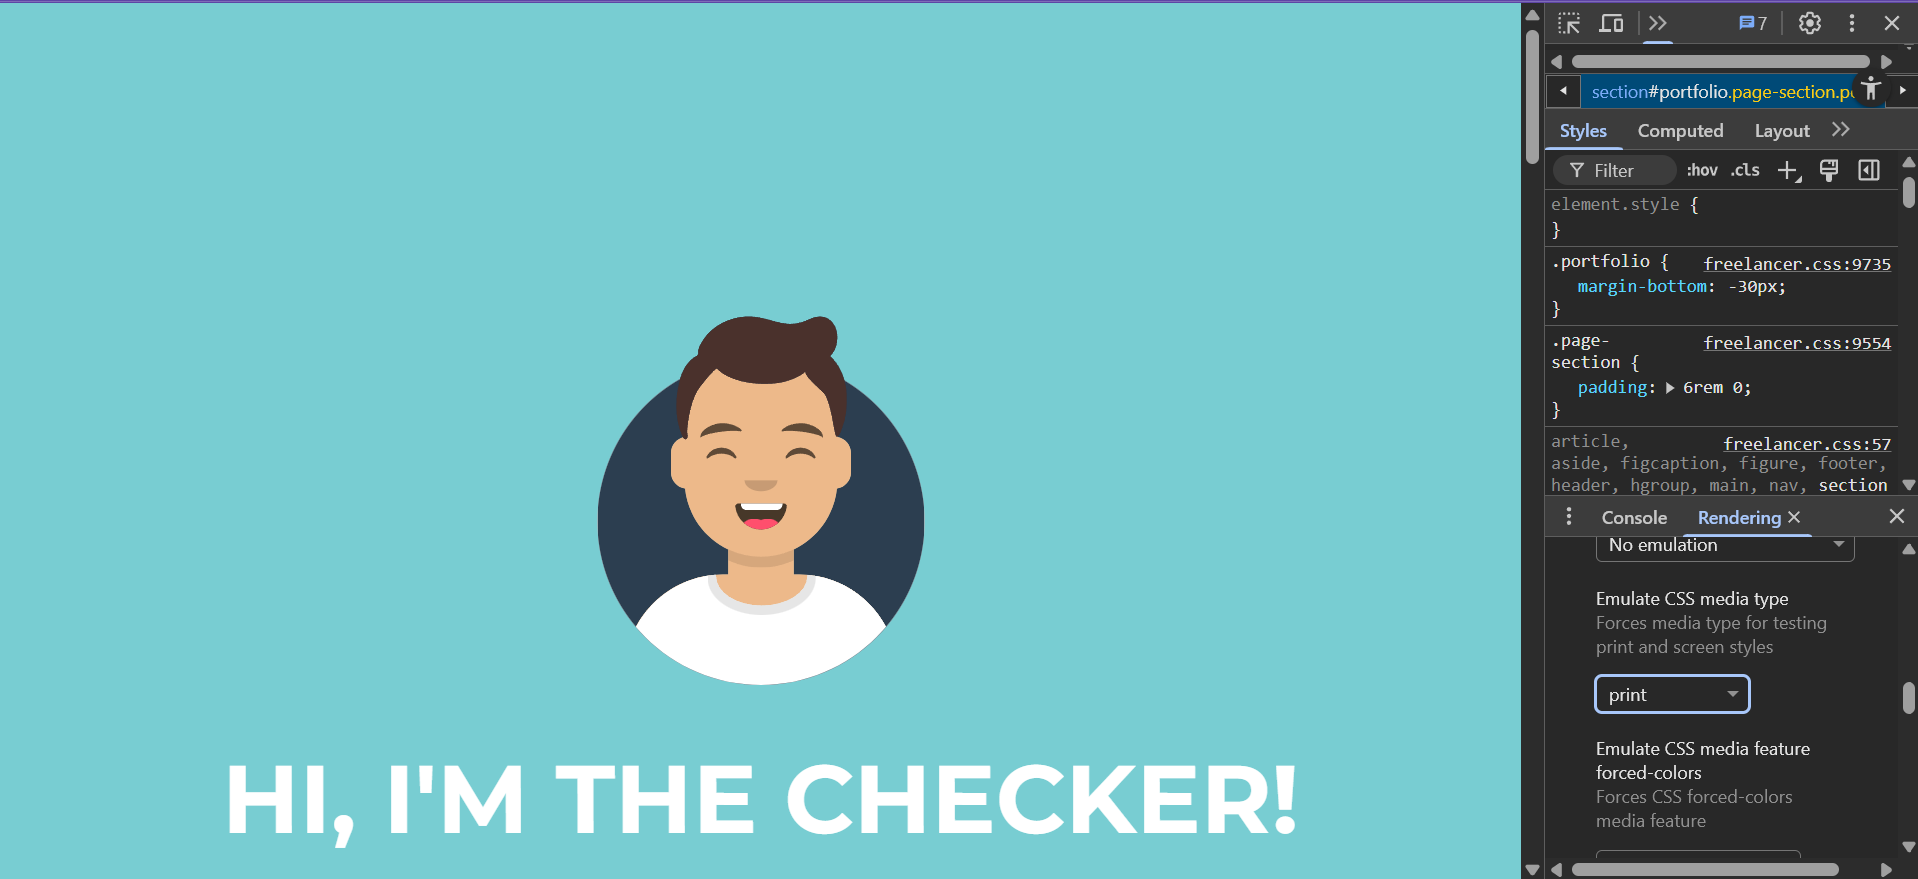 HI, I'M THE CHECKER!
7
section#portfolio.page-section.po
Styles Computed Layout
Filter :hov .cls
element.style {
}
.portfolio { freelancer.css:9735
margin-bottom: -30px;
}
.page- freelancer.css:9554
section {
padding: 6rem 0;
}
article, freelancer.css:57
aside, figcaption, figure, footer,
header, hgroup, main, nav, section
Console Rendering
No emulation
Emulate CSS media type
Forces media type for testing
print and screen styles
print
Emulate CSS media feature
forced-colors
Forces CSS forced-colors
media feature